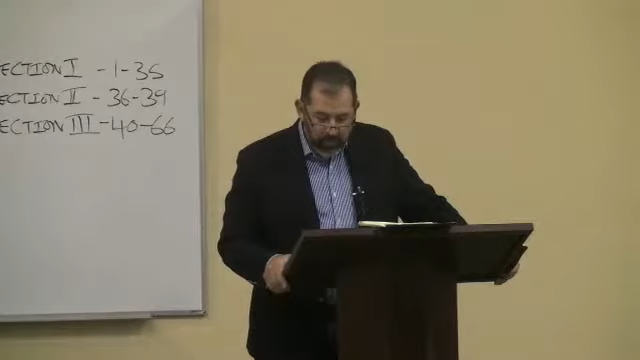 ECTION I - 1-35
ECTION II - 36-39
ECTION III - 40-66